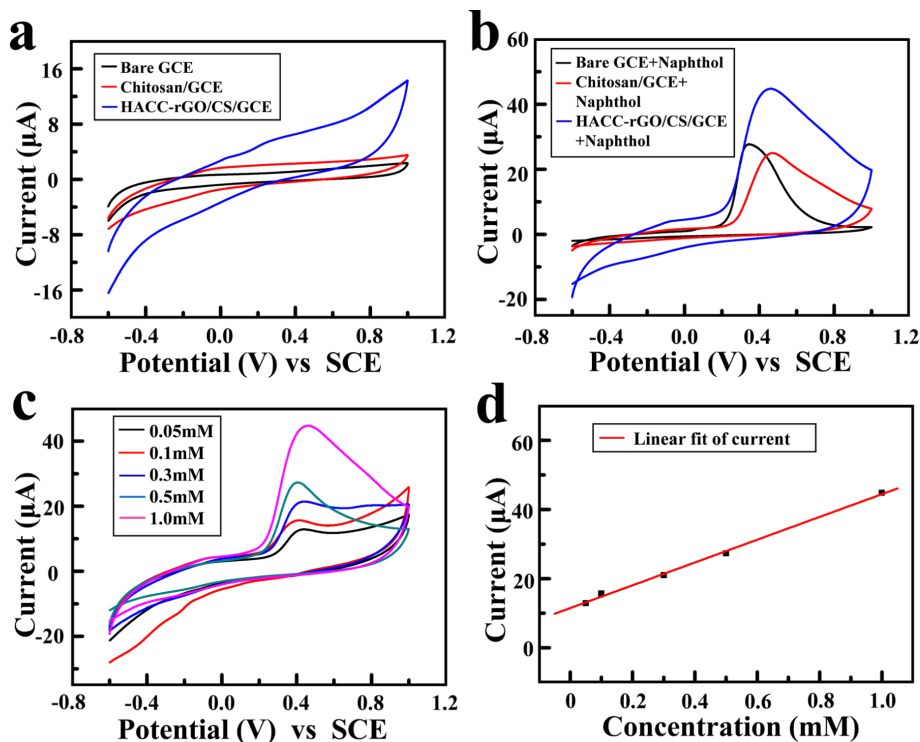 a
16
8
0
-8
-16
Current (µA)
Bare GCE
Chitosan/GCE
HACC-rGO/CS/GCE
-0.8 -0.4 0.0 0.4 0.8 1.2
Potential (V) vs SCE
b
60
40
20
0
-20
Current (µA)
Bare GCE+Naphthol
Chitosan/GCE+
Naphthol
HACC-rGO/CS/GCE
+Naphthol
-0.8 -0.4 0.0 0.4 0.8 1.2
Potential (V) vs SCE
c
40
20
0
-20
Current (µA)
0.05mM
0.1mM
0.3mM
0.5mM
1.0mM
-0.8 -0.4 0.0 0.4 0.8 1.2
Potential (V) vs SCE
d
60
40
20
0
Current (µA)
Linear fit of current
0 0.2 0.4 0.6 0.8 1.0
Concentration (mM)